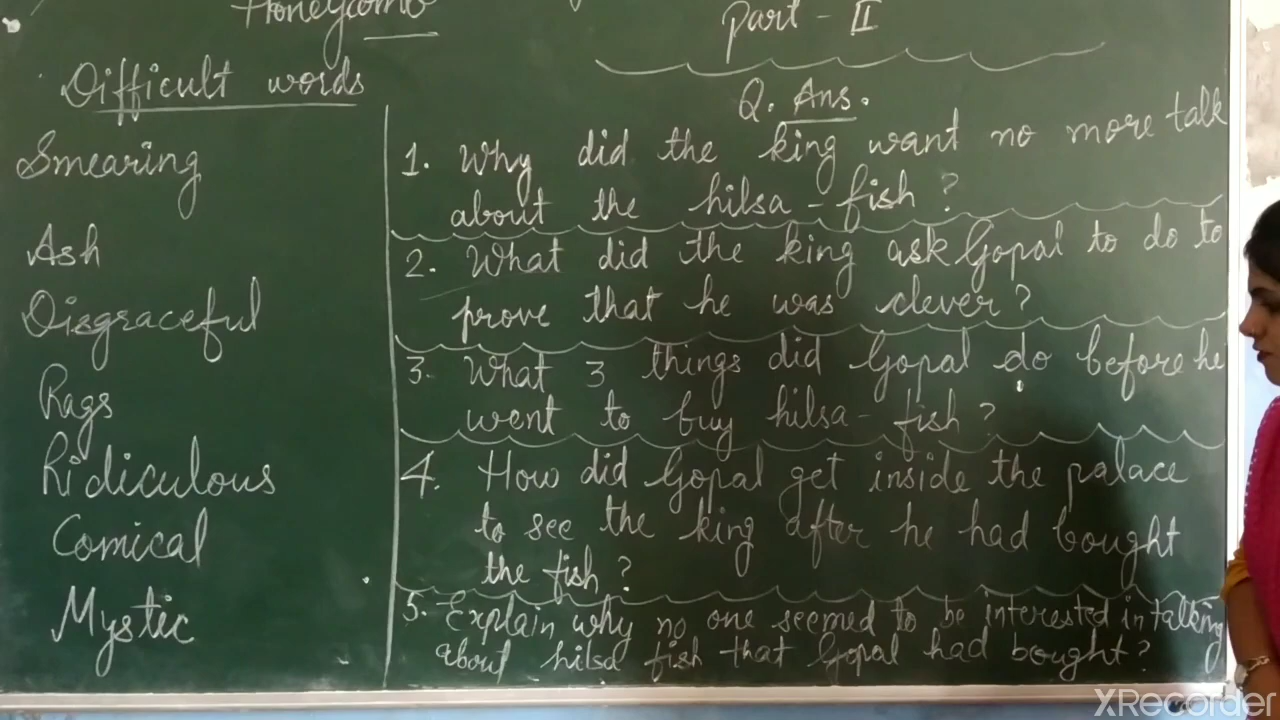 Honeycomb
Part - II
Difficult words
Smearing
Ash
Disgraceful
Rags
Ridiculous
Comical
Mystic
Q. Ans.
1. Why did the king want no more talk
about the hilsa - fish ?
2. What did the king ask Gopal to do to
prove that he was clever ?
3. What 3 things did Gopal do before he
went to buy hilsa - fish ?
4. How did Gopal get inside the palace
to see the king after he had bought
the fish ?
5. Explain why no one seemed to be interested in talking
about hilsa fish that Gopal had bought ?
XRecorder